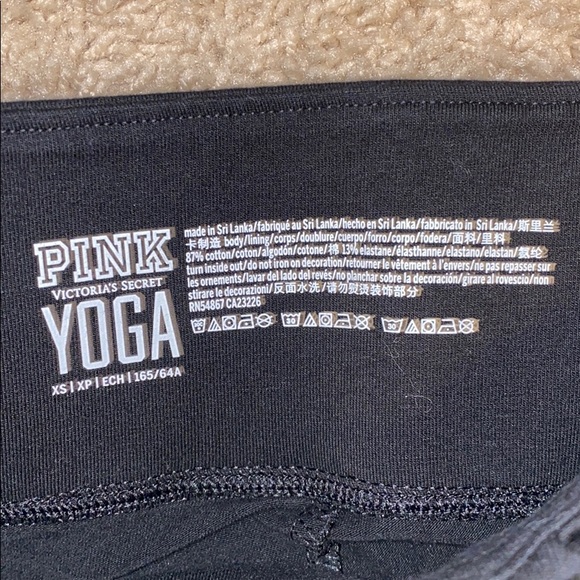 PINK
VICTORIA'S SECRET
YOGA
XS | XP | ECH | 165/64A
made in Sri Lanka/fabriqué au Sri Lanka/hecho en Sri Lanka/fabbricato in Sri Lanka/斯里兰
卡制造 body/lining/corps/doublure/cuerpo/forro/corpo/fodera/面料/里料
87% cotton/coton/algodón/cotone/棉 13% elastane/élasthanne/elastano/elastan/氨纶
turn inside out/do not iron on decoration/retourner le vêtement à l'envers/ne pas repasser sur
les ornements/lavar del lado del revés/no planchar sobre la decoración/girare al rovescio/non
stirare le decorazioni/反面水洗/请勿熨烫装饰部分
RN54867 CA23226